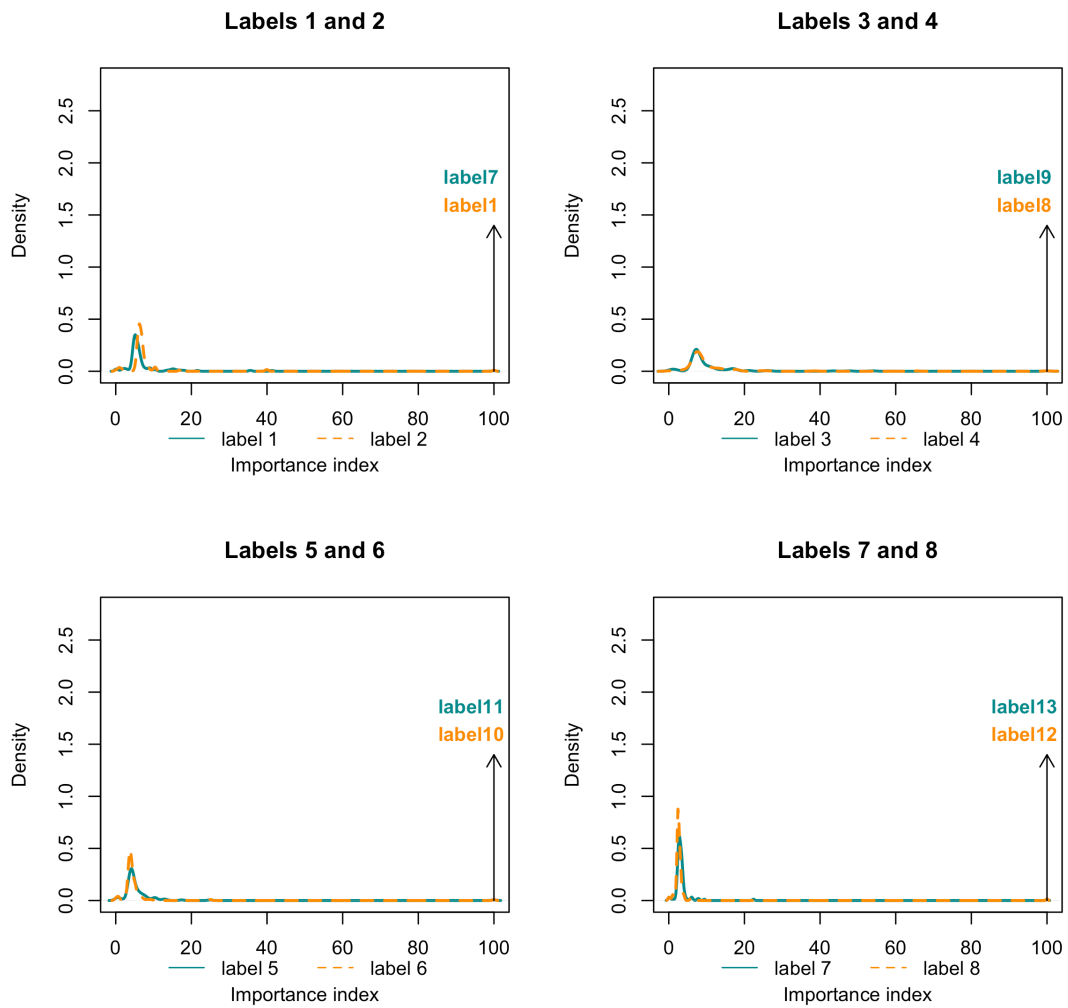 Labels 1 and 2
Density
2.5
2.0
1.5
1.0
0.5
0.0
label7
label1
0 20 40 60 80 100
label 1 label 2
Importance index
Labels 3 and 4
Density
2.5
2.0
1.5
1.0
0.5
0.0
label9
label8
0 20 40 60 80 100
label 3 label 4
Importance index
Labels 5 and 6
Density
2.5
2.0
1.5
1.0
0.5
0.0
label11
label10
0 20 40 60 80 100
label 5 label 6
Importance index
Labels 7 and 8
Density
2.5
2.0
1.5
1.0
0.5
0.0
label13
label12
0 20 40 60 80 100
label 7 label 8
Importance index